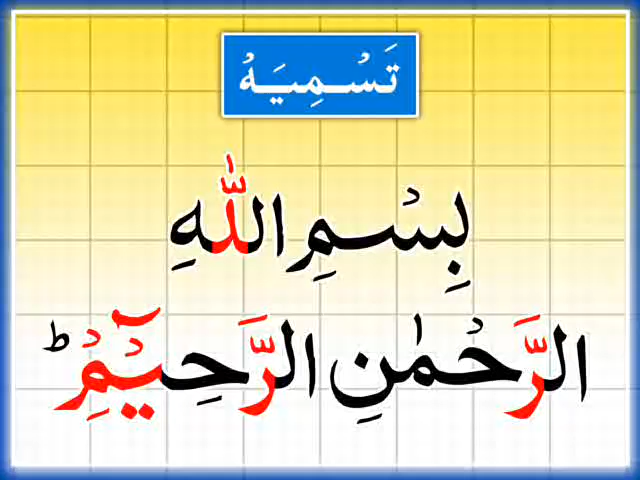 تَسْمِيَهْ
بِسْمِ اللّٰهِ
الرَّحْمٰنِ الرَّحِيْٓمِْ ؕ